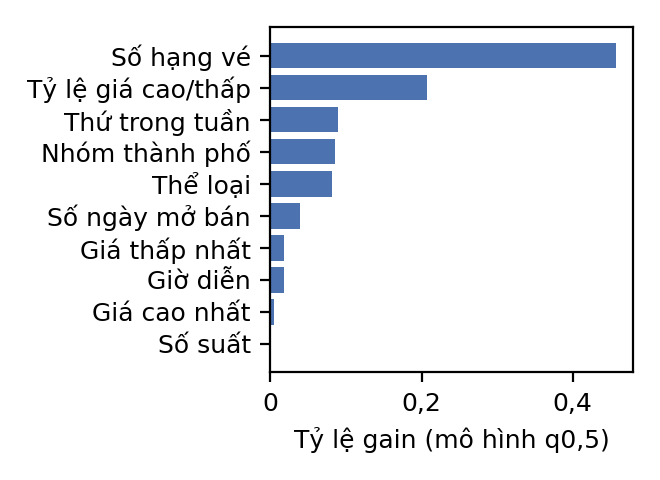 Số hạng vé
Tỷ lệ giá cao/thấp
Thứ trong tuần
Nhóm thành phố
Thể loại
Số ngày mở bán
Giá thấp nhất
Giờ diễn
Giá cao nhất
Số suất
0 0,2 0,4
Tỷ lệ gain (mô hình q0,5)